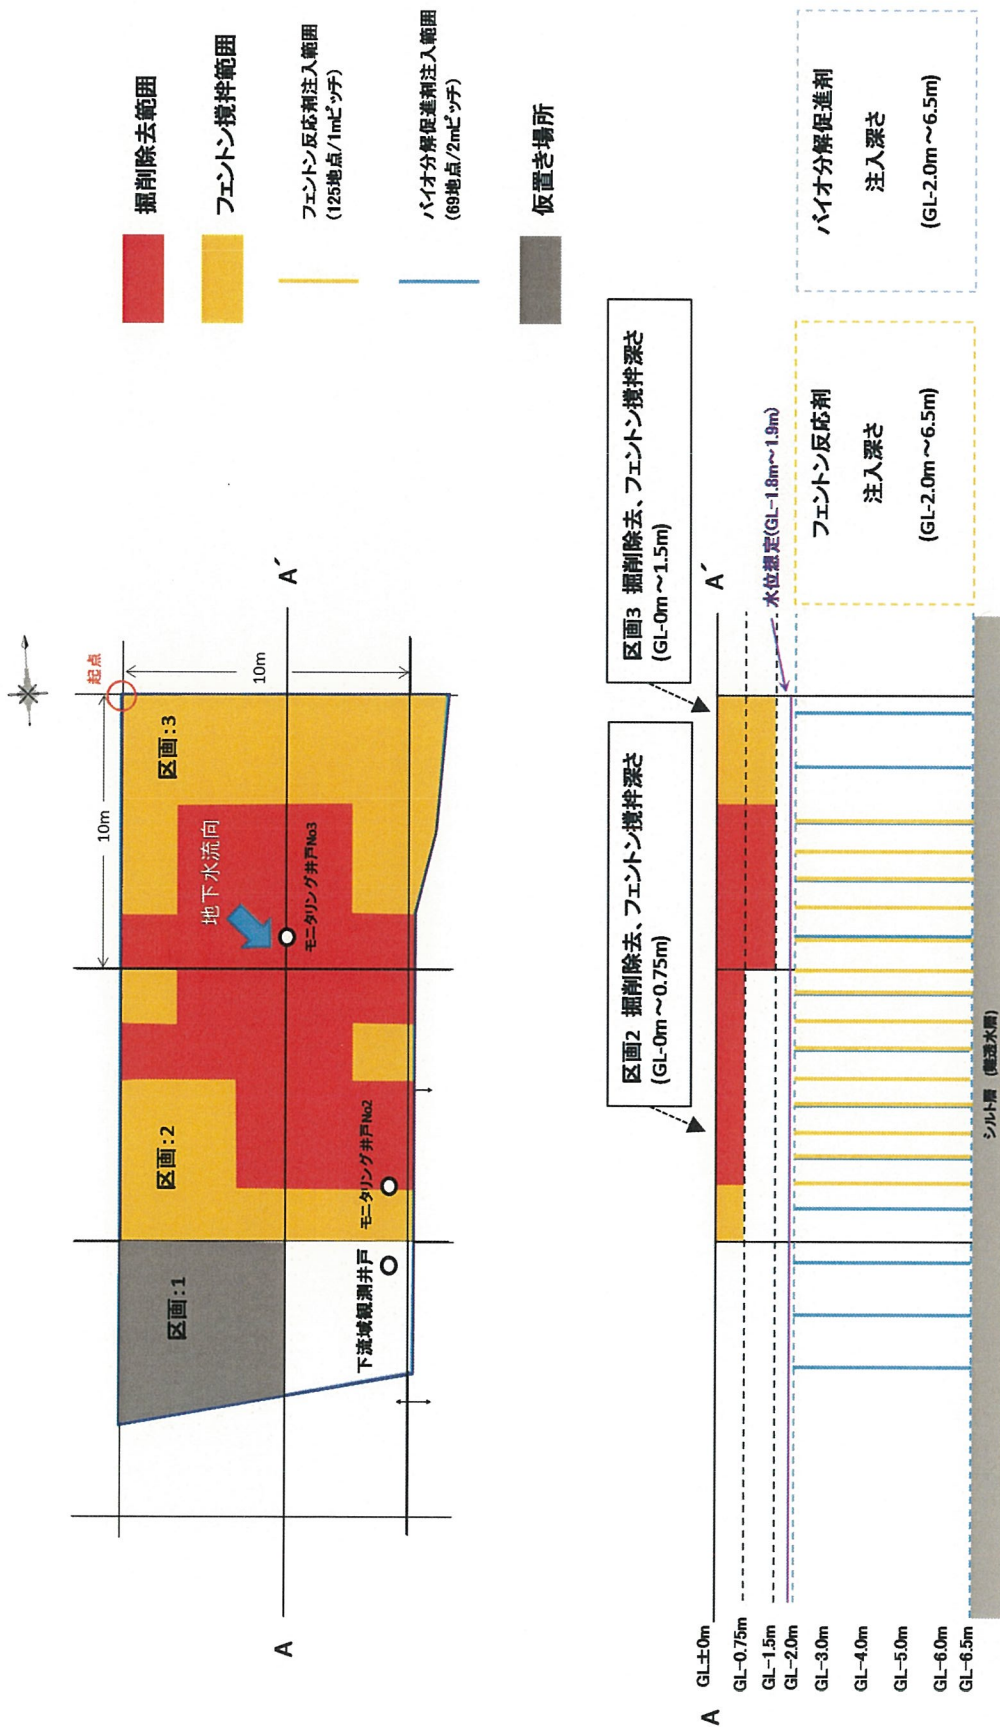 起点
10m
10m
A
A´
区画:1
区画:2
区画:3
地下水流向
モニタリング井戸No3
モニタリング井戸No2
下流域観測井戸
掘削除去範囲
フェントン撹拌範囲
フェントン反応剤注入範囲
(125地点/1mピッチ)
バイオ分解促進剤注入範囲
(69地点/2mピッチ)
仮置き場所
区画2 掘削除去、フェントン撹拌深さ
(GL-0m~0.75m)
区画3 掘削除去、フェントン撹拌深さ
(GL-0m~1.5m)
A
A´
水位想定(GL-1.8m~1.9m)
GL±0m
GL-0.75m
GL-1.5m
GL-2.0m
GL-3.0m
GL-4.0m
GL-5.0m
GL-6.0m
GL-6.5m
シルト層 (難透水層)
フェントン反応剤
注入深さ
(GL-2.0m~6.5m)
バイオ分解促進剤
注入深さ
(GL-2.0m~6.5m)